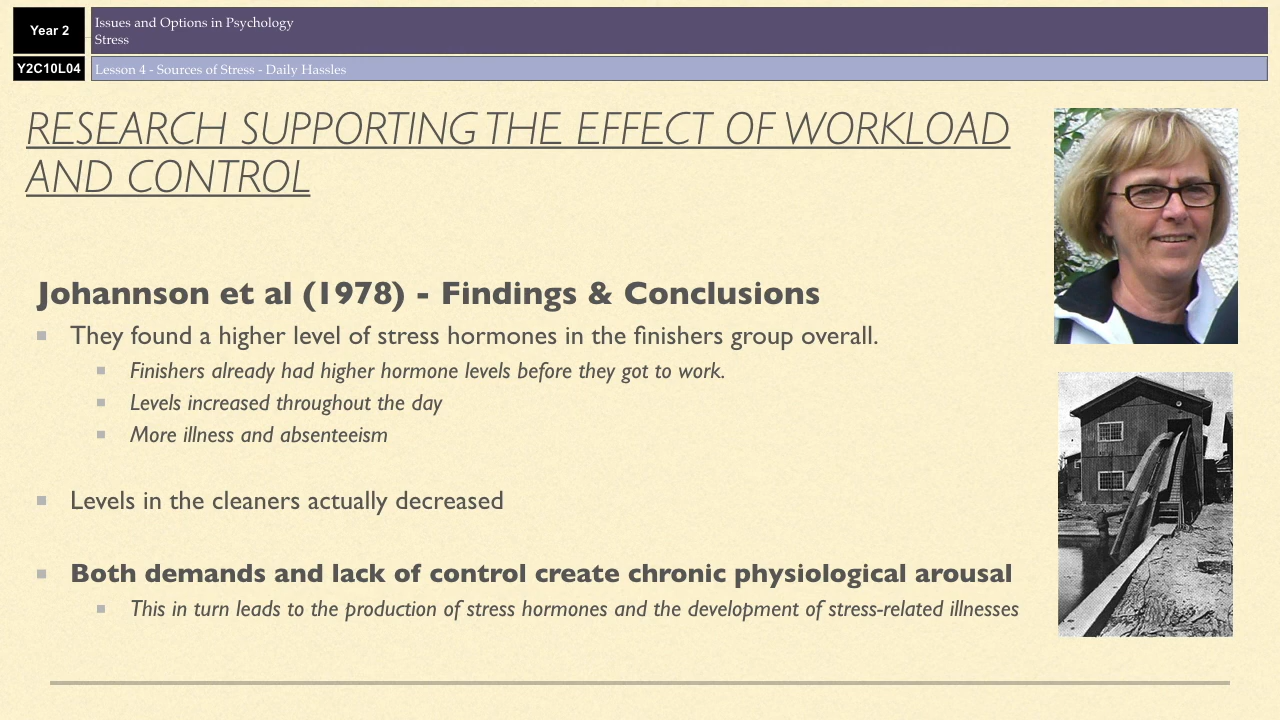 Year 2
Issues and Options in Psychology
Stress
Y2C10L04
Lesson 4 - Sources of Stress - Daily Hassles
RESEARCH SUPPORTING THE EFFECT OF WORKLOAD
AND CONTROL
Johannson et al (1978) - Findings & Conclusions
They found a higher level of stress hormones in the finishers group overall.
Finishers already had higher hormone levels before they got to work.
Levels increased throughout the day
More illness and absenteeism
Levels in the cleaners actually decreased
Both demands and lack of control create chronic physiological arousal
This in turn leads to the production of stress hormones and the development of stress-related illnesses